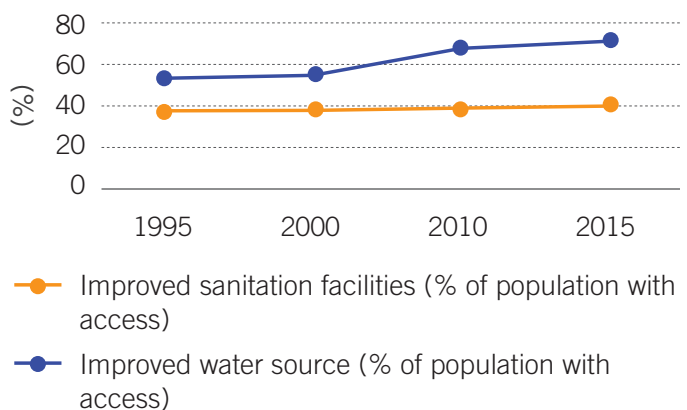 80
60
(%)
40
20
0
1995 2000 2010 2015
Improved sanitation facilities (% of population with
access)
Improved water source (% of population with
access)